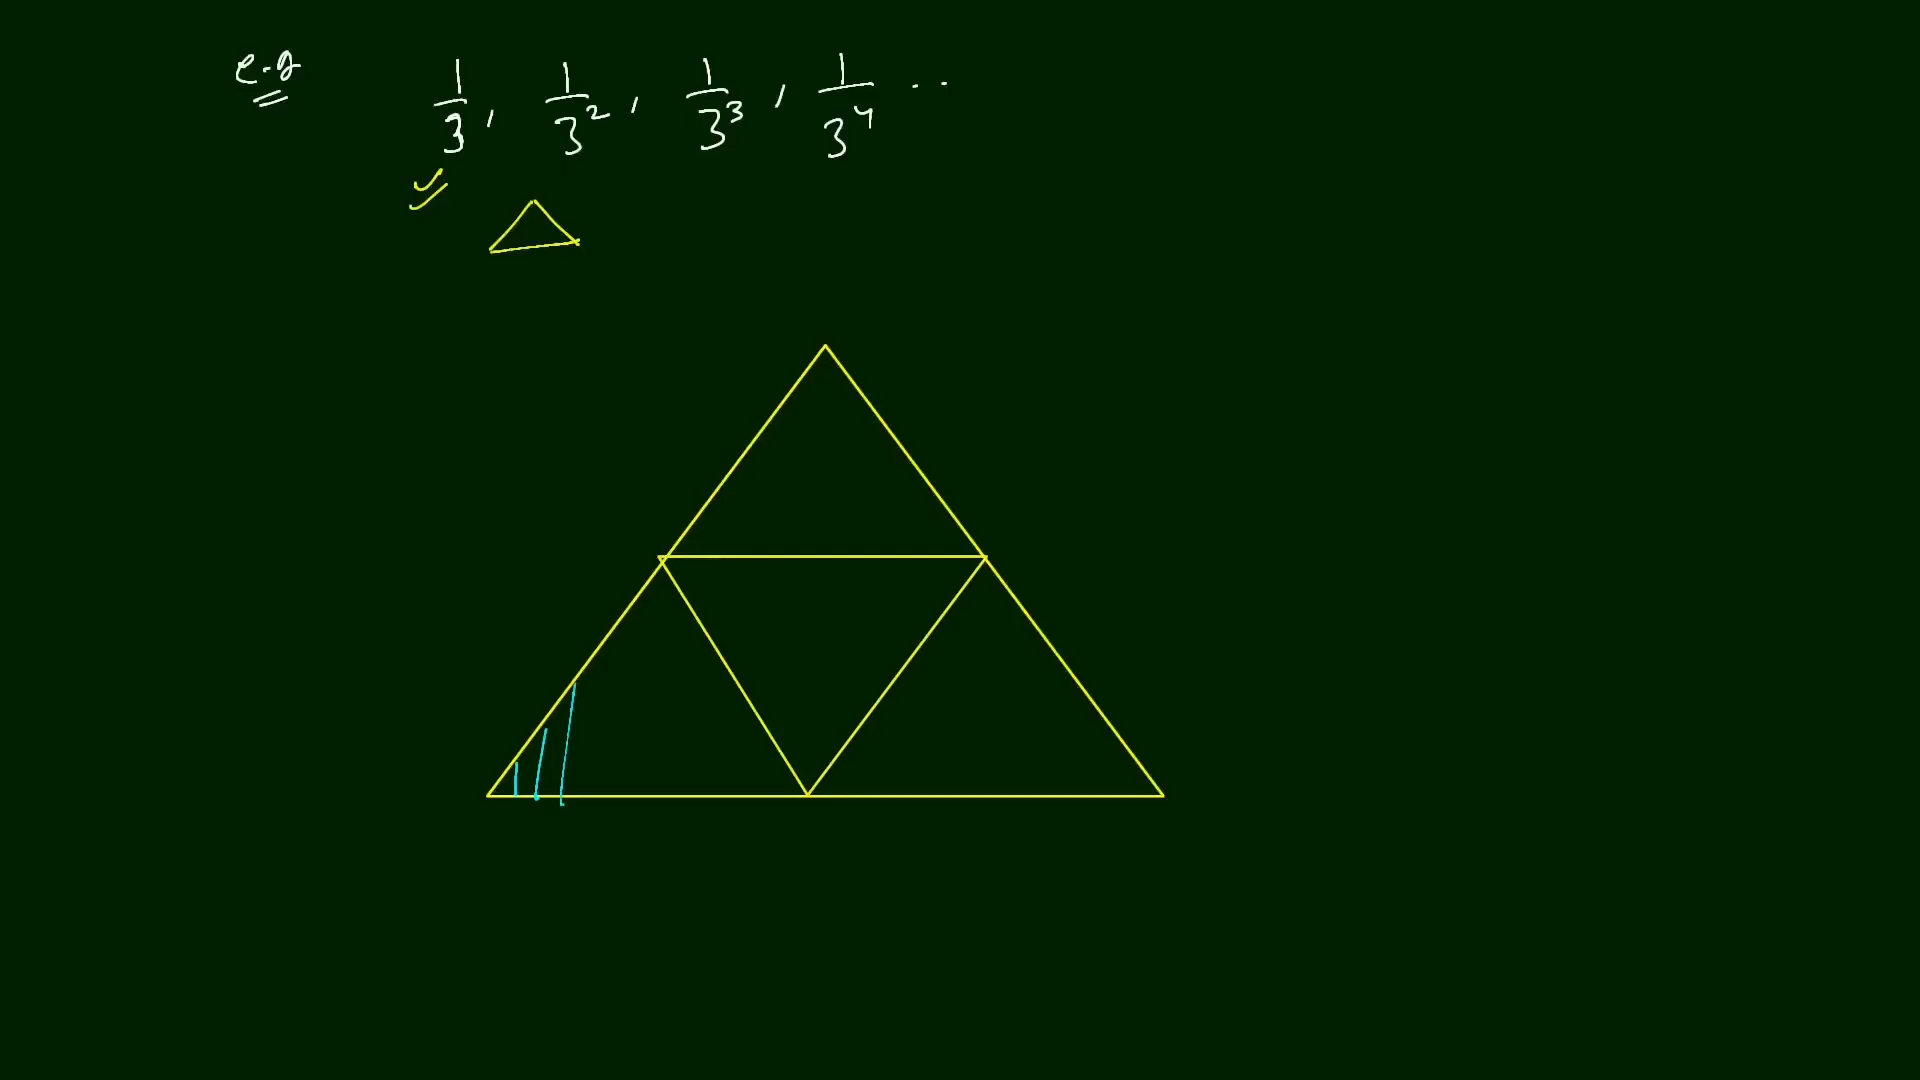 e.g 1/3, 1/3², 1/3³, 1/3⁴ ..